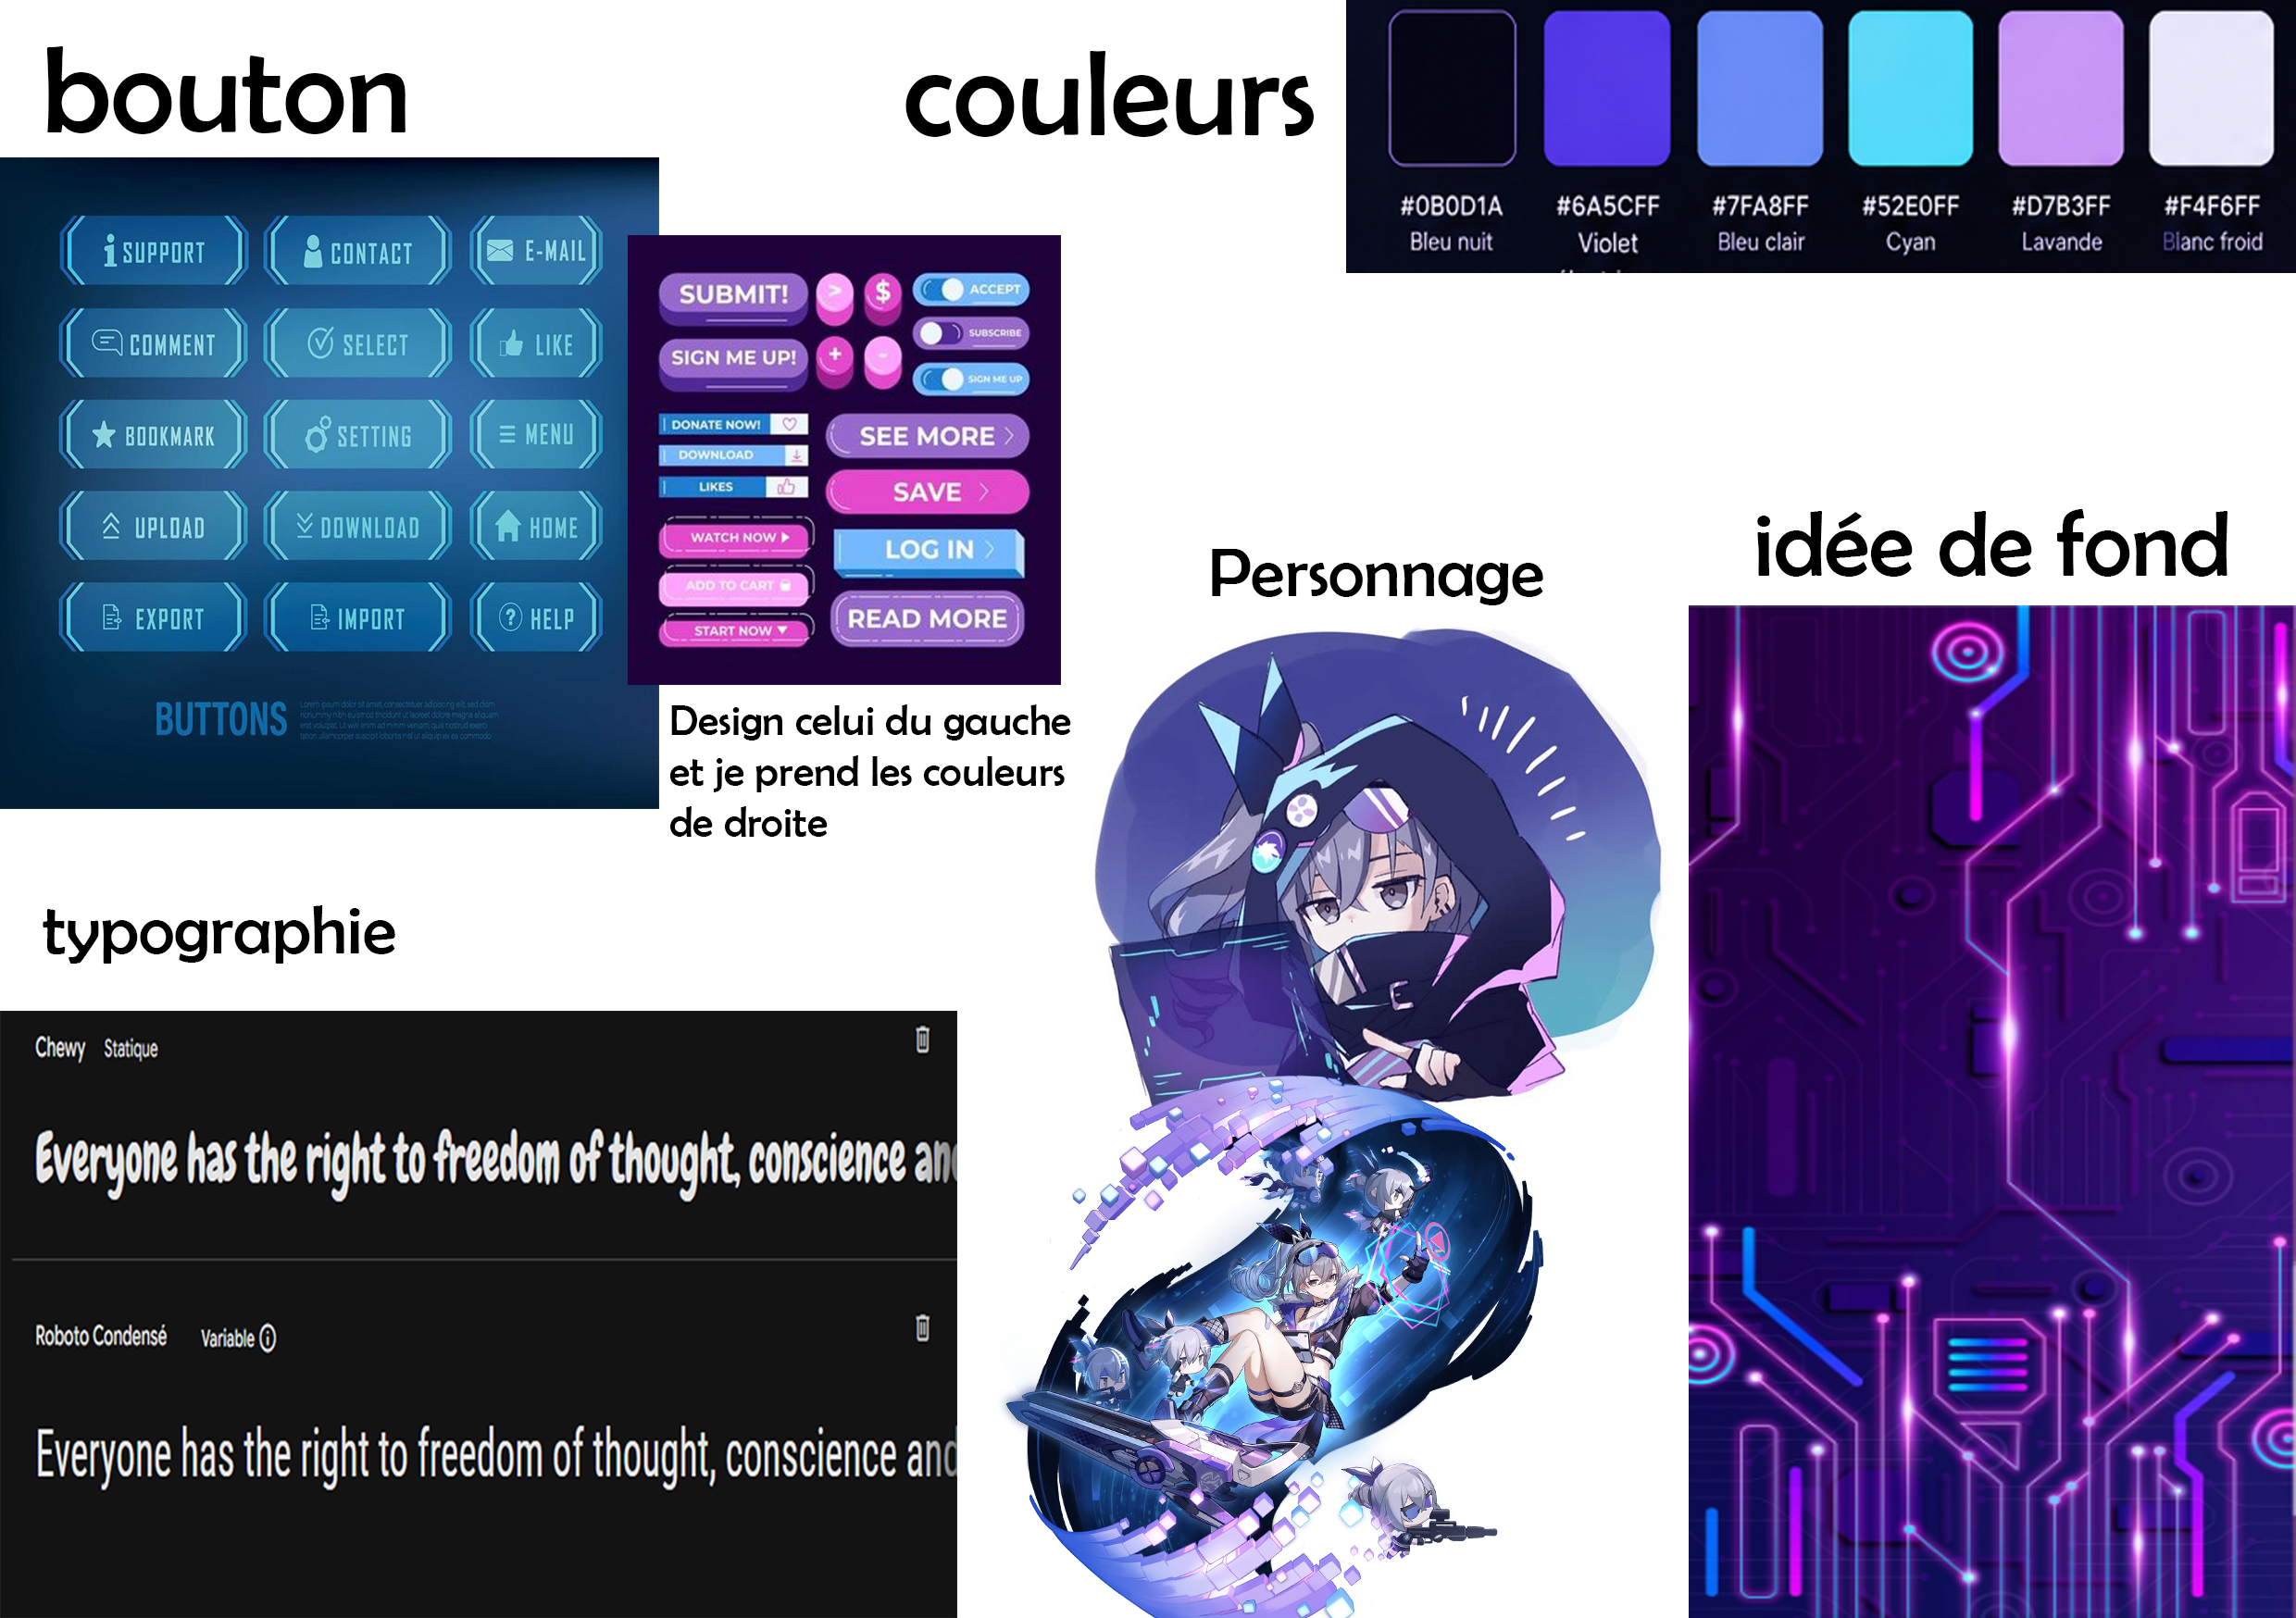 bouton
couleurs
#0B0D1A
Bleu nuit
#6A5CFF
Violet
#7FA8FF
Bleu clair
#52E0FF
Cyan
#D7B3FF
Lavande
#F4F6FF
Blanc froid
SUPPORT
CONTACT
E-MAIL
COMMENT
SELECT
LIKE
BOOKMARK
SETTING
MENU
UPLOAD
DOWNLOAD
HOME
EXPORT
IMPORT
HELP
BUTTONS
SUBMIT!
>
$
ACCEPT
SUBSCRIBE
SIGN ME UP!
+
-
SIGN ME UP
DONATE NOW!
DOWNLOAD
LIKES
SEE MORE >
SAVE >
WATCH NOW
LOG IN >
ADD TO CART
START NOW
READ MORE
Design celui du gauche
et je prend les couleurs
de droite
Personnage
idée de fond
typographie
Chewy Statique
Everyone has the right to freedom of thought, conscience and
Roboto Condensé Variable
Everyone has the right to freedom of thought, conscience and